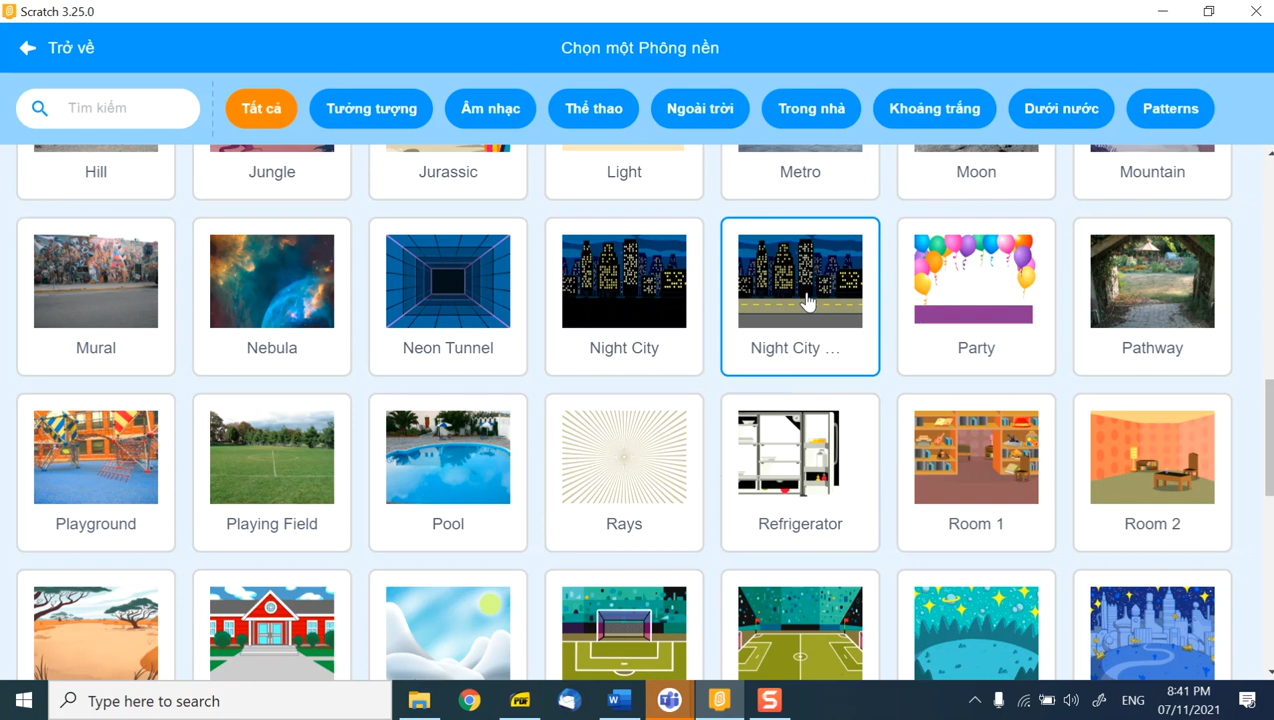 Scratch 3.25.0
Trở về
Chọn một Phông nền
Tìm kiếm
Tất cả
Tưởng tượng
Âm nhạc
Thể thao
Ngoài trời
Trong nhà
Khoảng trắng
Dưới nước
Patterns
Hill
Jungle
Jurassic
Light
Metro
Moon
Mountain
Mural
Nebula
Neon Tunnel
Night City
Night City ...
Party
Pathway
Playground
Playing Field
Pool
Rays
Refrigerator
Room 1
Room 2
Type here to search
PDF
W
S
ENG
8:41 PM
07/11/2021